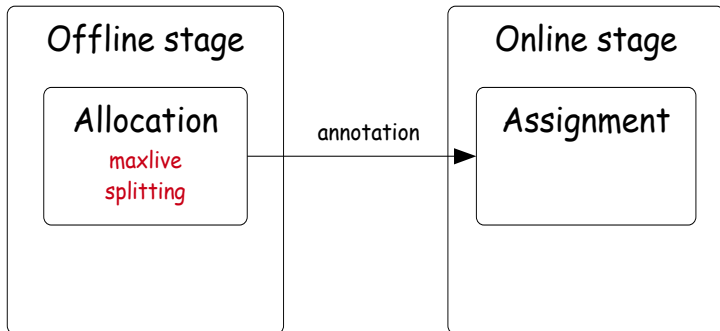 Offline stage
Allocation
maxlive
splitting
annotation
Online stage
Assignment